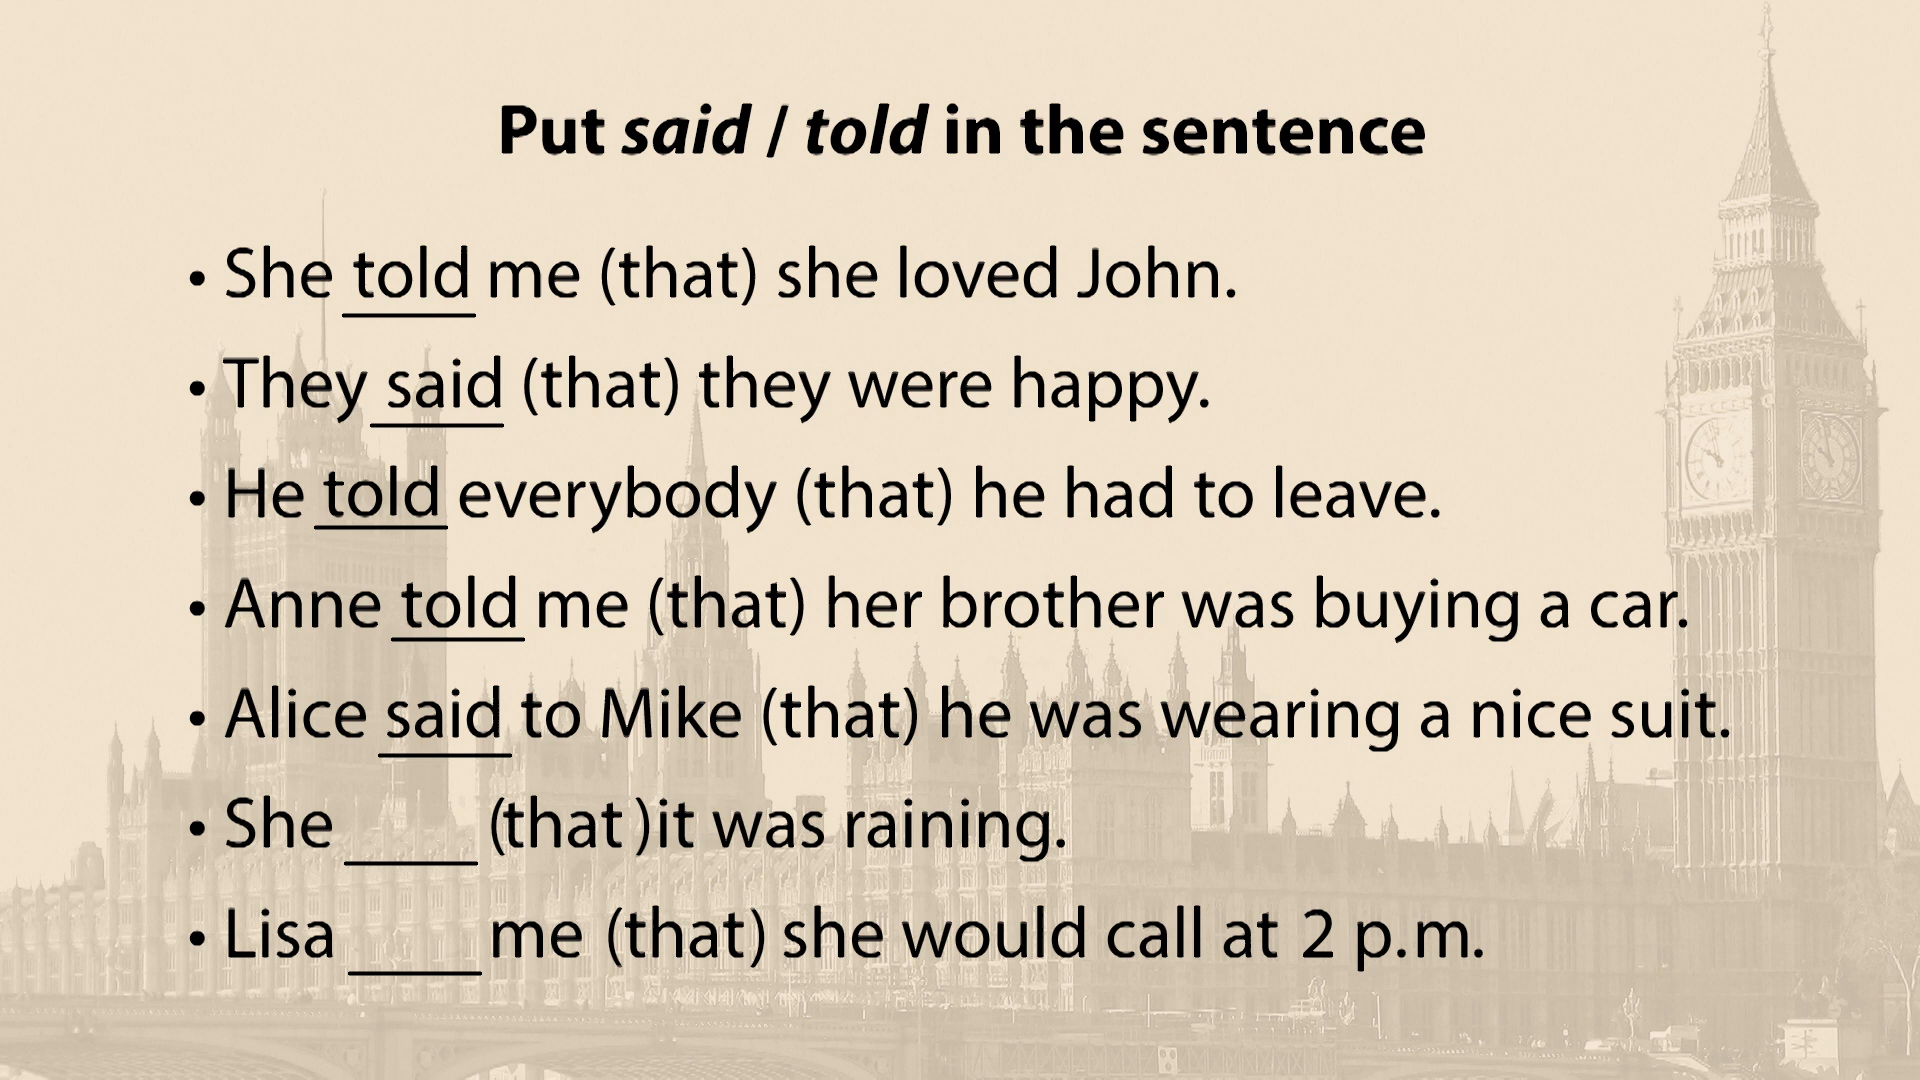 Put said / told in the sentence
• She told me (that) she loved John.
• They said (that) they were happy.
• He told everybody (that) he had to leave.
• Anne told me (that) her brother was buying a car.
• Alice said to Mike (that) he was wearing a nice suit.
• She ____ (that )it was raining.
• Lisa ____ me (that) she would call at 2 p.m.